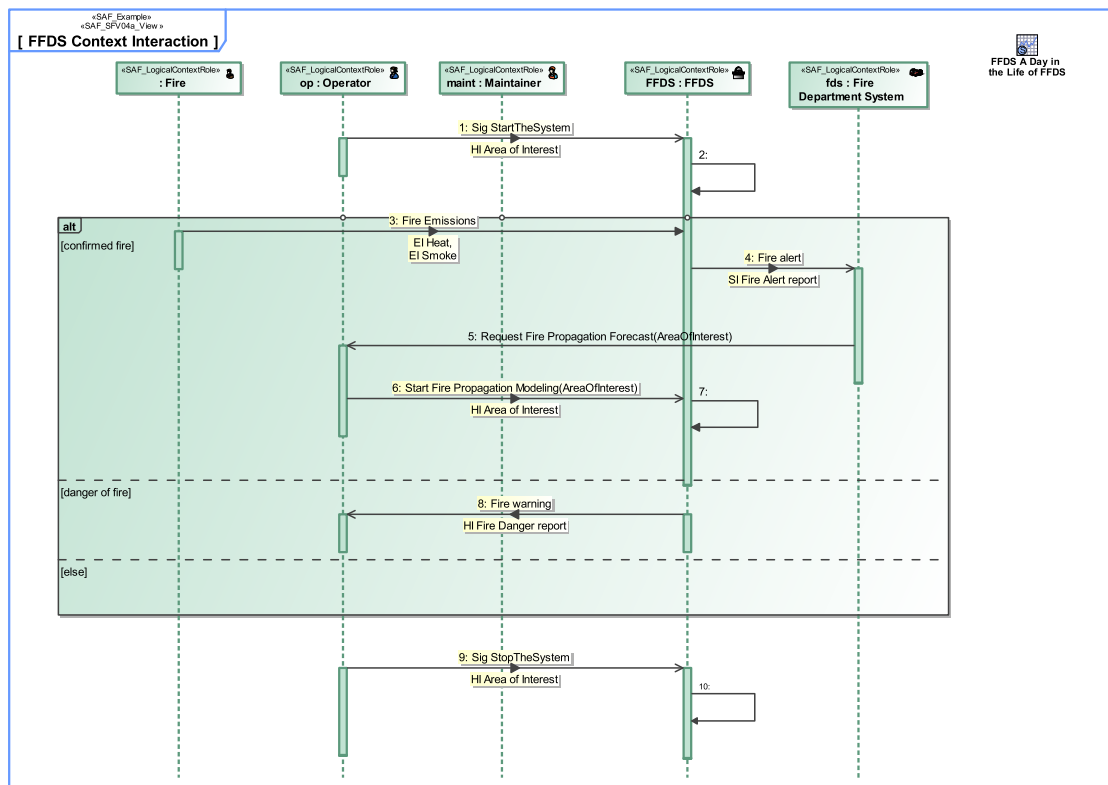 «SAF_Example»
«SAF_SFV04a_View »
[ FFDS Context Interaction ]
FFDS A Day in
the Life of FFDS
«SAF_LogicalContextRole»
: Fire
«SAF_LogicalContextRole»
op : Operator
«SAF_LogicalContextRole»
maint : Maintainer
«SAF_LogicalContextRole»
FFDS : FFDS
«SAF_LogicalContextRole»
fds : Fire
Department System
1: Sig StartTheSystem
HI Area of Interest
2:
alt
[confirmed fire]
3: Fire Emissions
EI Heat,
EI Smoke
4: Fire alert
SI Fire Alert report
5: Request Fire Propagation Forecast(AreaOfInterest)
6: Start Fire Propagation Modeling(AreaOfInterest)
HI Area of Interest
7:
[danger of fire]
8: Fire warning
HI Fire Danger report
[else]
9: Sig StopTheSystem
HI Area of Interest
10: